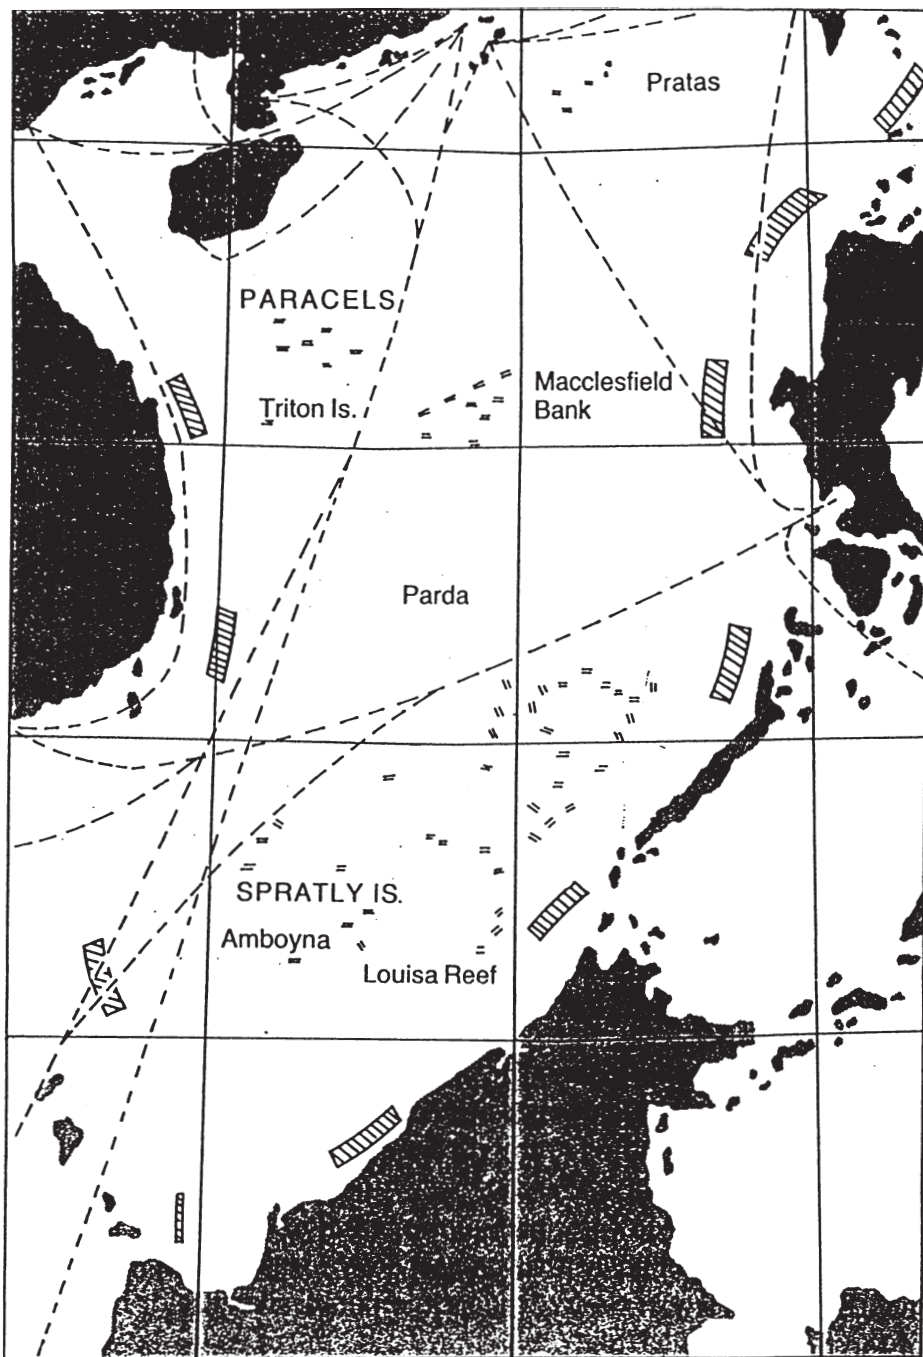 Pratas
PARACELS
Macclesfield
Bank
Triton Is.
Parda
SPRATLY IS.
Amboyna
Louisa Reef